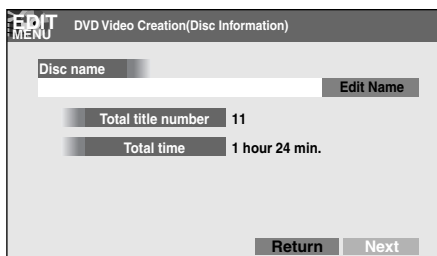 EDIT MENU DVD Video Creation(Disc Information)
Disc name
Edit Name
Total title number 11
Total time 1 hour 24 min.
Return Next